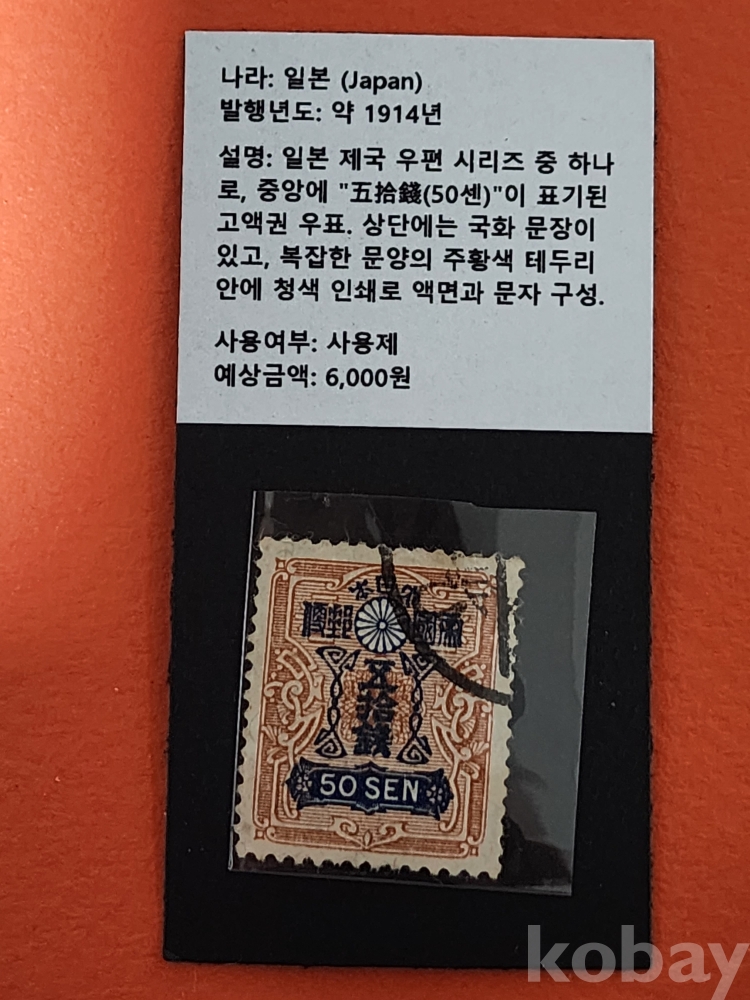 나라: 일본 (Japan)
발행년도: 약 1914년
설명: 일본 제국 우편 시리즈 중 하나
로, 중앙에 "五拾錢(50센)"이 표기된
고액권 우표. 상단에는 국화 문장이
있고, 복잡한 문양의 주황색 테두리
안에 청색 인쇄로 액면과 문자 구성.
사용여부: 사용제
예상금액: 6,000원
便郵 國帝
五拾錢
50 SEN
kobay